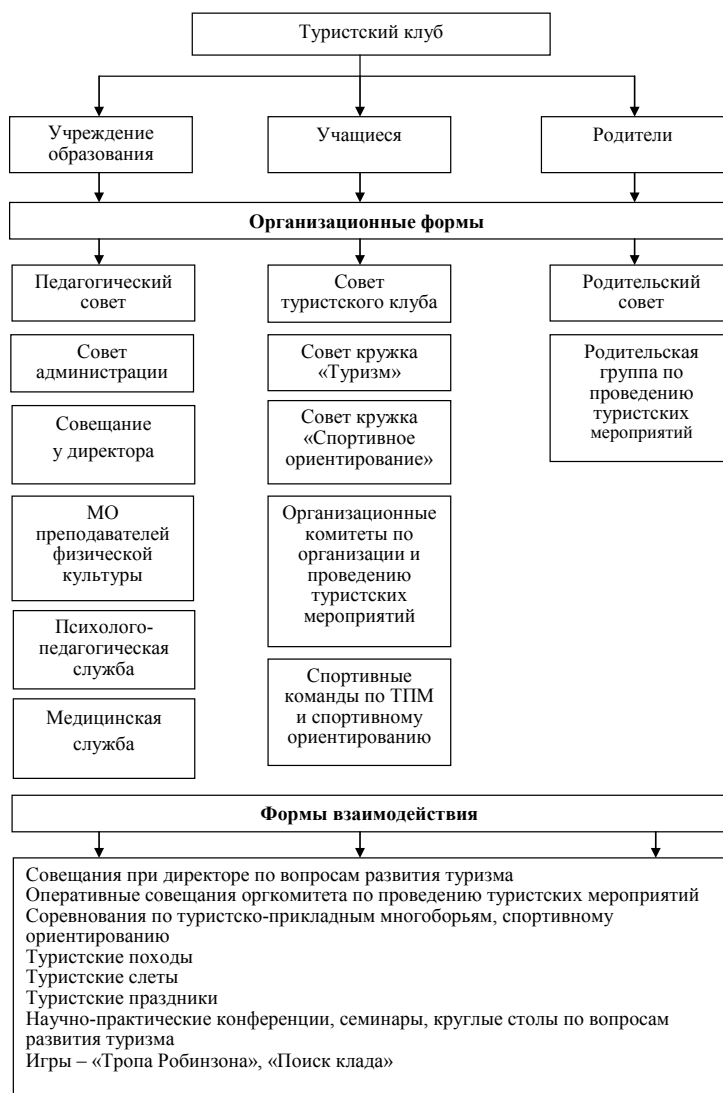 Туристский клуб
Учреждение
образования
Учащиеся
Родители
Организационные формы
Педагогический
совет
Совет
администрации
Совещание
у директора
МО
преподавателей
физической
культуры
Психолого-
педагогическая
служба
Медицинская
служба
Совет
туристского клуба
Совет кружка
«Туризм»
Совет кружка
«Спортивное
ориентирование»
Организационные
комитеты по
организации и
проведению
туристских
мероприятий
Спортивные
команды по ТПМ
и спортивному
ориентированию
Родительский
совет
Родительская
группа по
проведению
туристских
мероприятий
Формы взаимодействия
Совещания при директоре по вопросам развития туризма
Оперативные совещания оргкомитета по проведению туристских мероприятий
Соревнования по туристско-прикладным многоборьям, спортивному
ориентированию
Туристские походы
Туристские слеты
Туристские праздники
Научно-практические конференции, семинары, круглые столы по вопросам
развития туризма
Игры – «Тропа Робинзона», «Поиск клада»